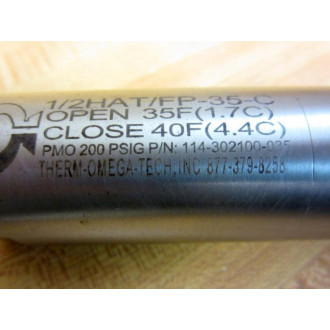 1/2HAT/FP-35-C
OPEN 35F(1.7C)
CLOSE 40F(4.4C)
PMO 200 PSIG P/N: 114-302100-035
THERM-OMEGA-TECH,INC 877-379-8258